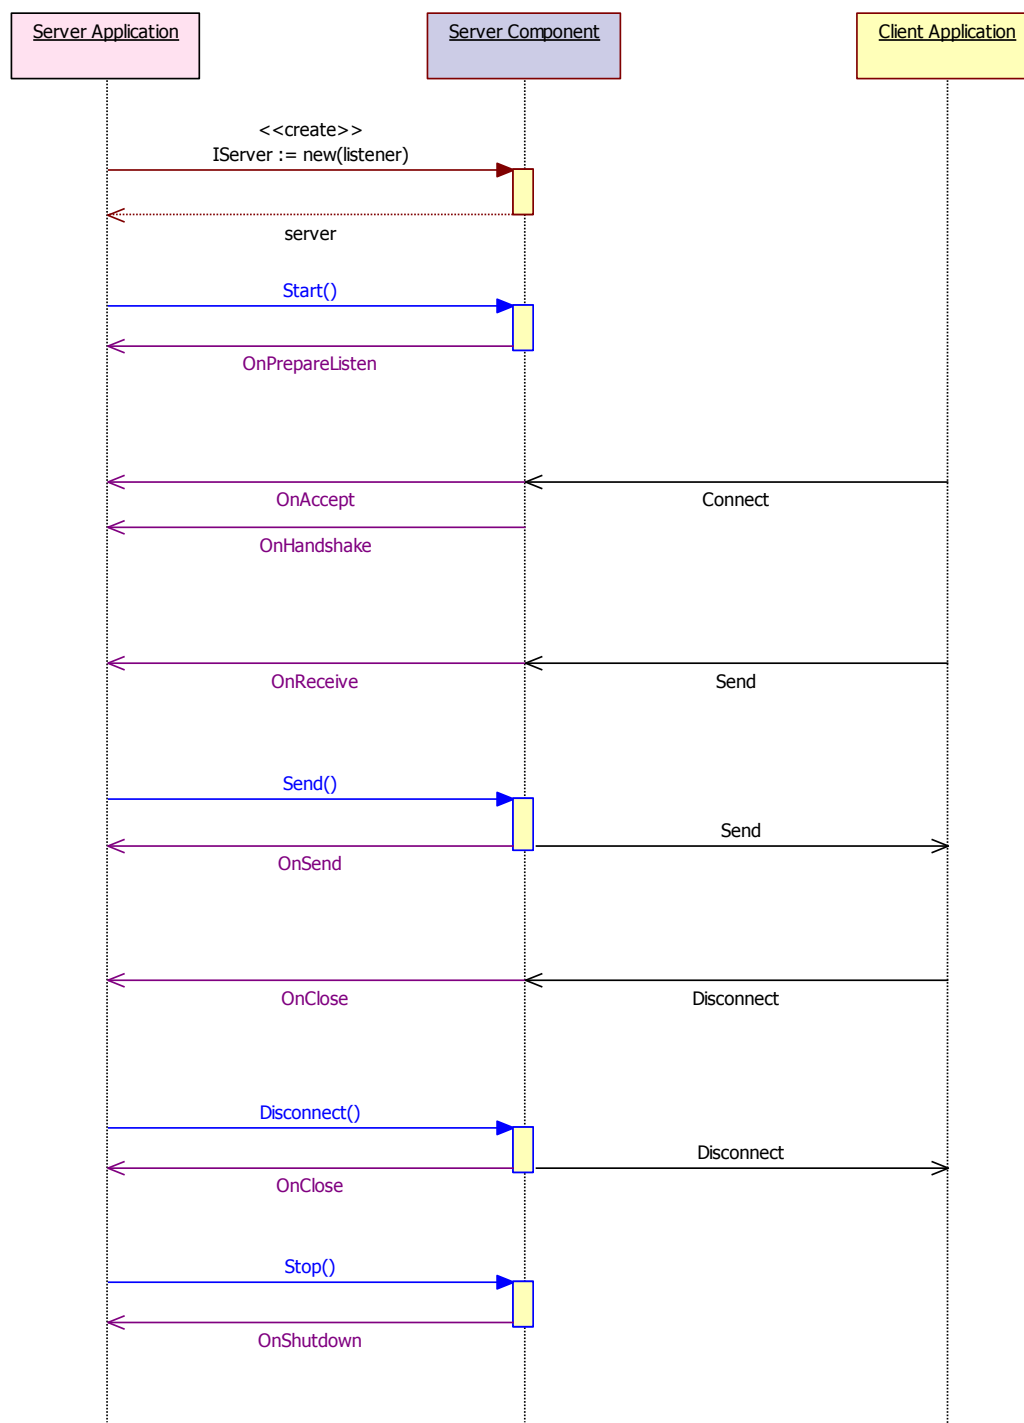 Server Application
Server Component
Client Application
<<create>>
IServer := new(listener)
server
Start()
OnPrepareListen
OnAccept
Connect
OnHandshake
OnReceive
Send
Send()
Send
OnSend
OnClose
Disconnect
Disconnect()
Disconnect
OnClose
Stop()
OnShutdown